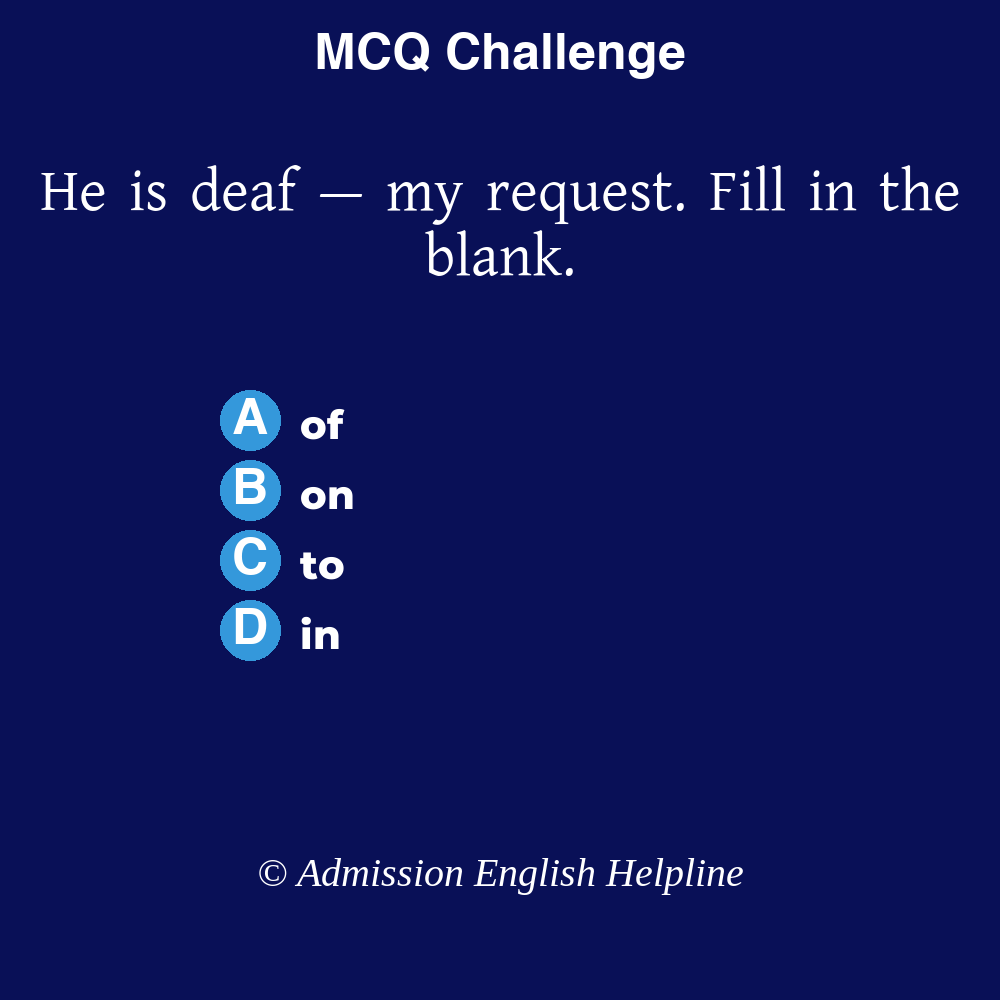 MCQ Challenge
He is deaf — my request. Fill in the
blank.
A of
B on
C to
D in
© Admission English Helpline